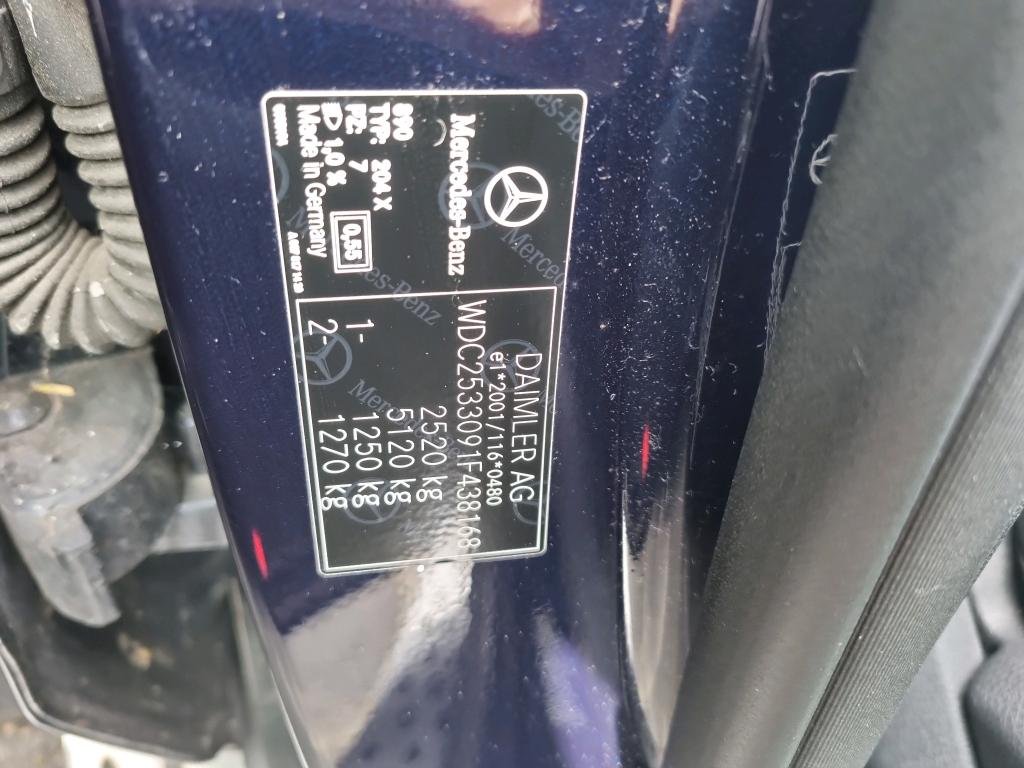 Mercedes-Benz
DAIMLER AG
e1*2001/116*0480
WDC2533091F438168
2520 kg
5120 kg
1- 1250 kg
2- 1270 kg
890
TYP: 204 X
7
1,0 X
0,55
Made in Germany